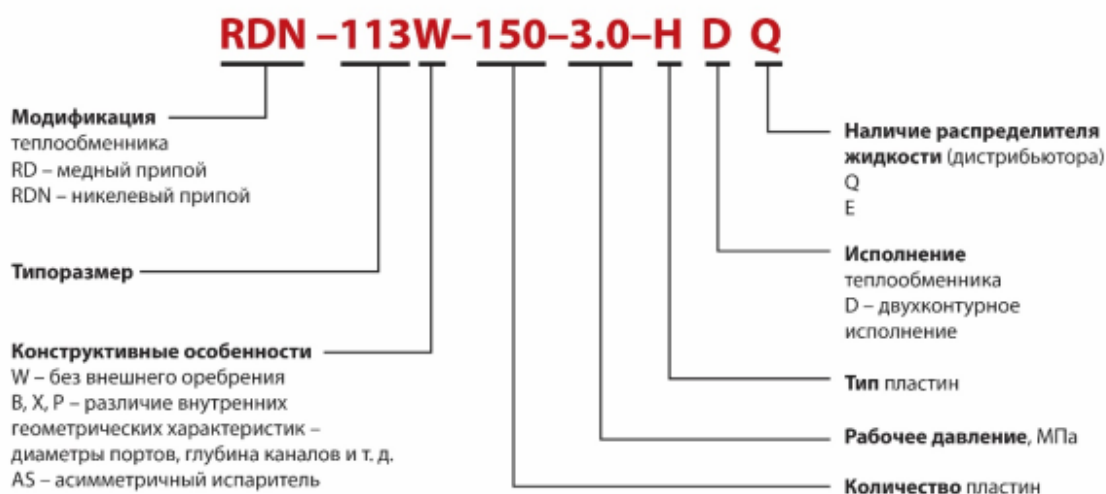 RDN –113W–150–3.0–H D Q
Модификация
теплообменника
RD – медный припой
RDN – никелевый припой
Типоразмер
Конструктивные особенности
W – без внешнего оребрения
B, X, P – различие внутренних
геометрических характеристик –
диаметры портов, глубина каналов и т. д.
AS – асимметричный испаритель
Наличие распределителя
жидкости (дистрибьютора)
Q
E
Исполнение
теплообменника
D – двухконтурное
исполнение
Тип пластин
Рабочее давление, МПа
Количество пластин